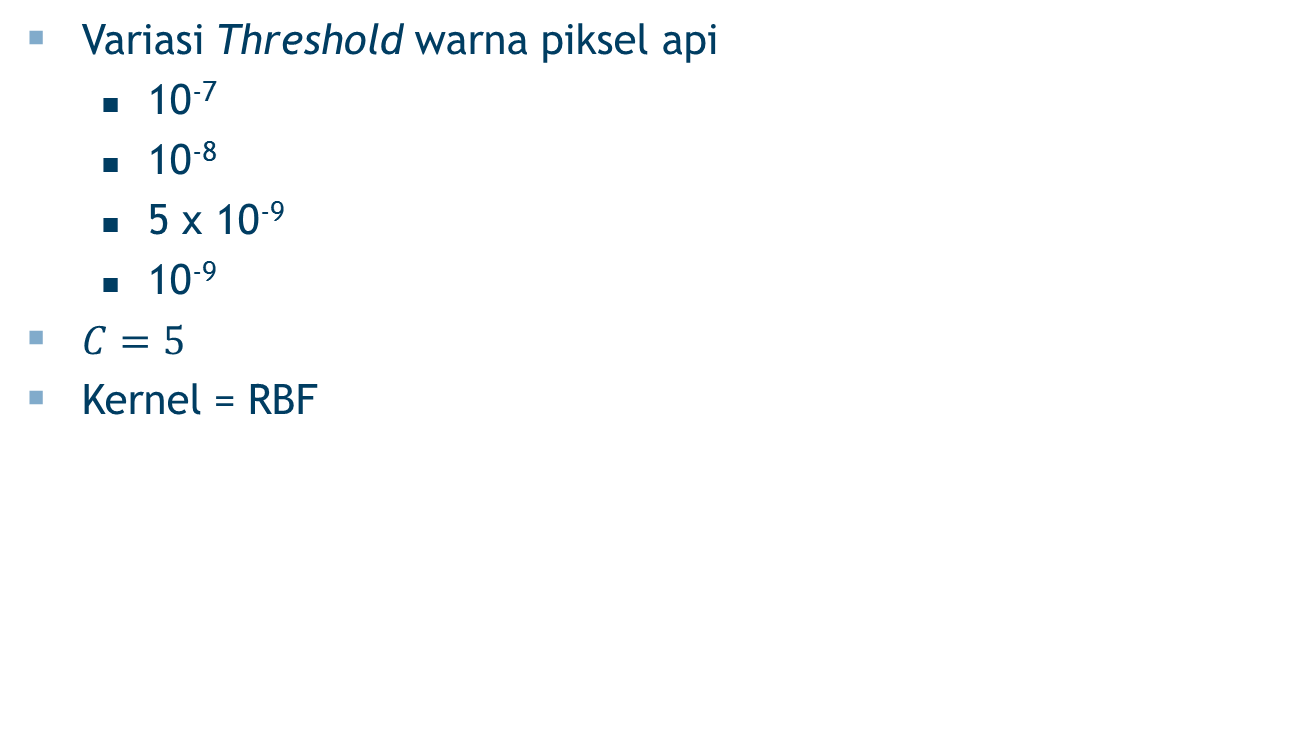 ▪ Variasi Threshold warna piksel api
▪ 10⁻⁷
▪ 10⁻⁸
▪ 5 x 10⁻⁹
▪ 10⁻⁹
▪ 𝐶 = 5
▪ Kernel = RBF